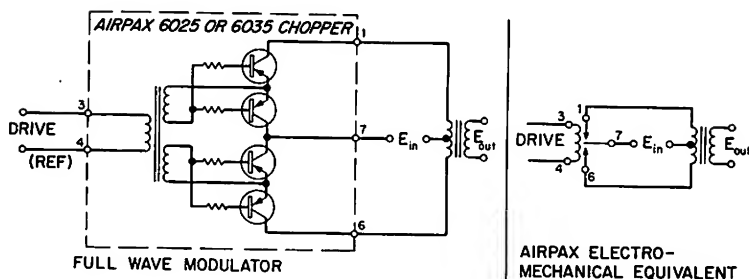 AIRPAX 6025 OR 6035 CHOPPER
1
3
DRIVE
4
(REF)
7
E in
E out
6
FULL WAVE MODULATOR
1
3
DRIVE
7
E in
E out
4
6
AIRPAX ELECTRO-
MECHANICAL EQUIVALENT